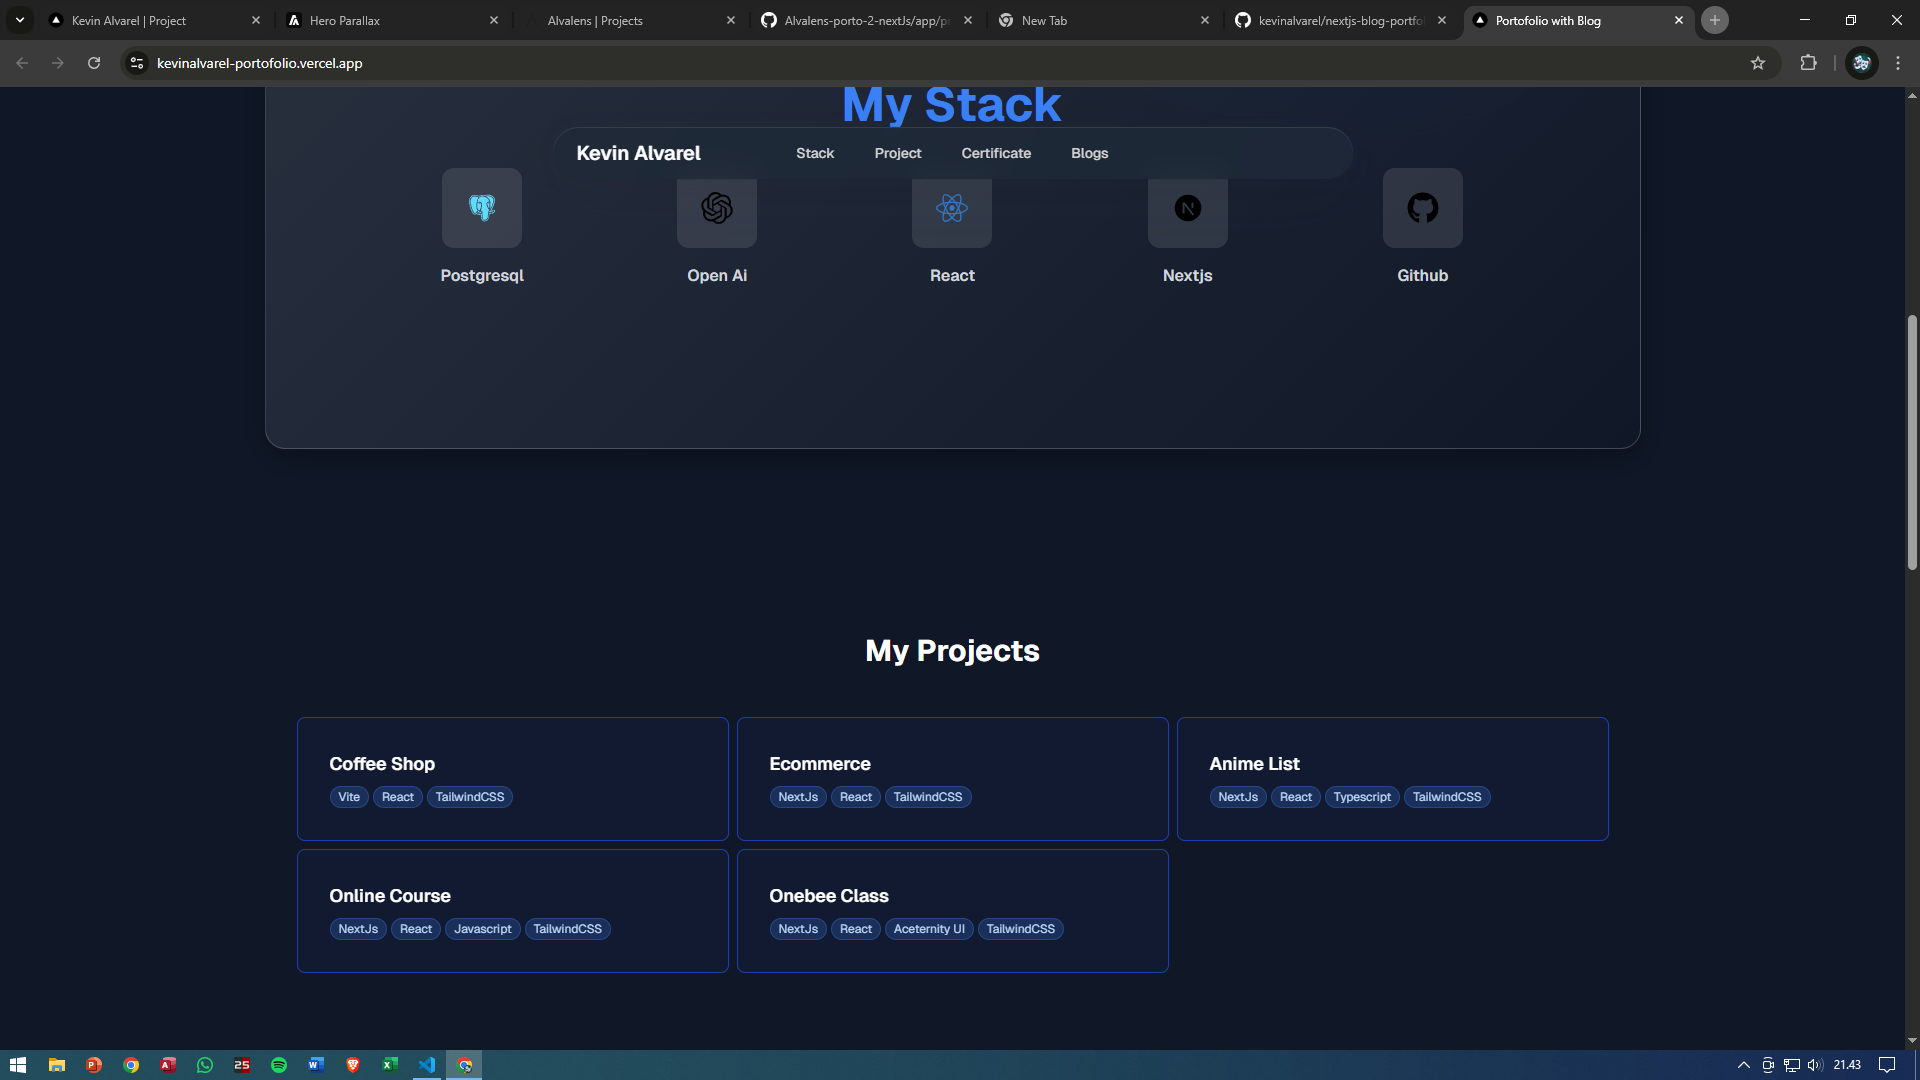 Kevin Alvarel | Project
Hero Parallax
Alvalens | Projects
Alvalens-porto-2-nextJs/app/p
New Tab
kevinalvarel/nextjs-blog-portfo
Portofolio with Blog
kevinalvarel-portofolio.vercel.app
My Stack
Kevin Alvarel
Stack
Project
Certificate
Blogs
Postgresql
Open Ai
React
Nextjs
Github
My Projects
Coffee Shop
Vite React TailwindCSS
Ecommerce
NextJs React TailwindCSS
Anime List
NextJs React Typescript TailwindCSS
Online Course
NextJs React Javascript TailwindCSS
Onebee Class
NextJs React Aceternity UI TailwindCSS
25
21.43